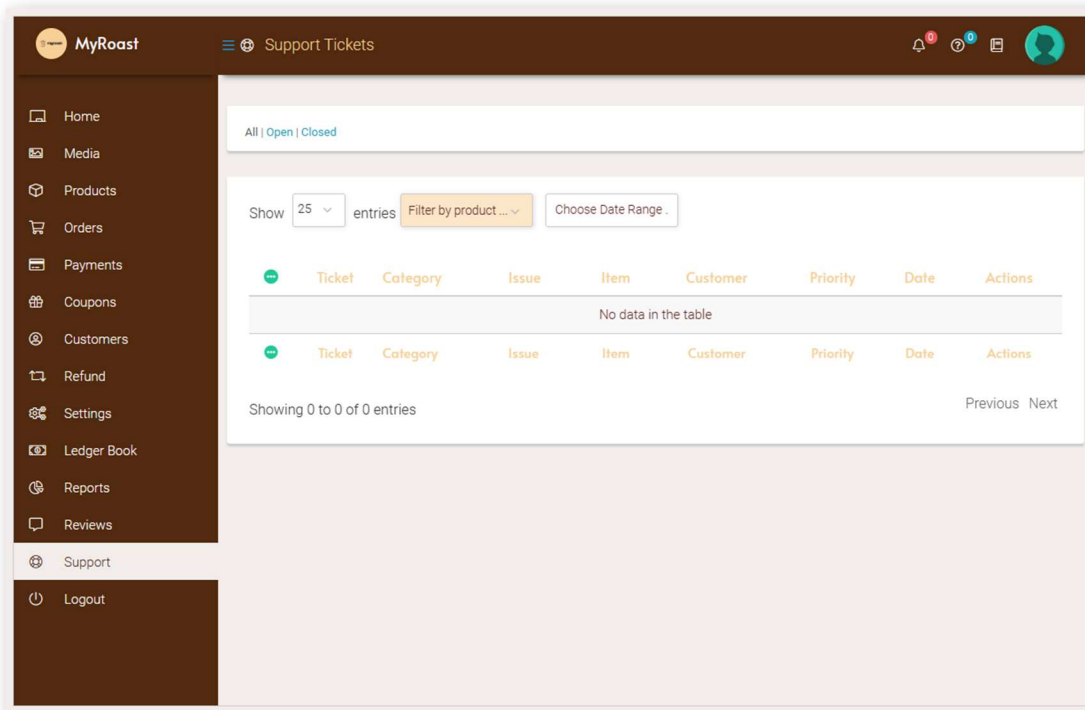 MyRoast
Support Tickets
0
0
Home
Media
Products
Orders
Payments
Coupons
Customers
Refund
Settings
Ledger Book
Reports
Reviews
Support
Logout
All | Open | Closed
Show 25 entries Filter by product ... Choose Date Range .
Ticket Category Issue Item Customer Priority Date Actions
No data in the table
Ticket Category Issue Item Customer Priority Date Actions
Showing 0 to 0 of 0 entries
Previous Next